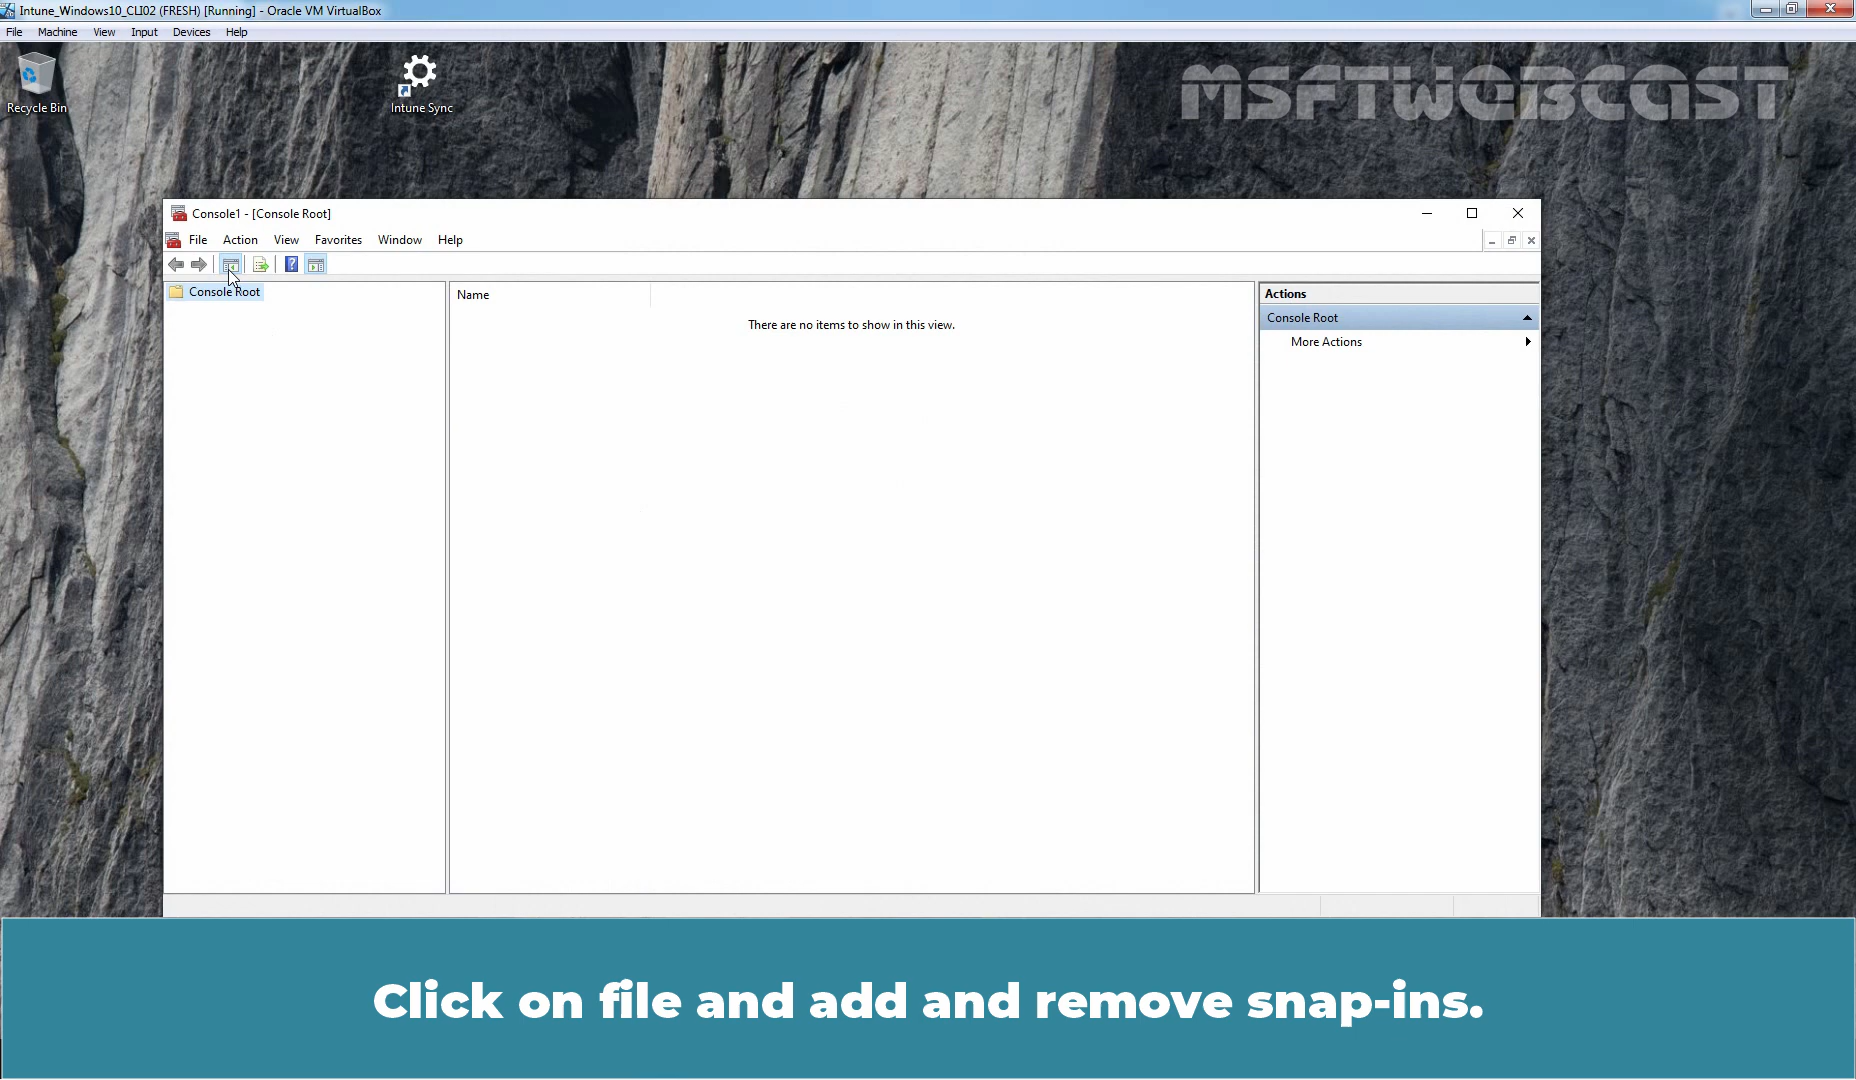 Intune_Windows10_CLI02 (FRESH) [Running] - Oracle VM VirtualBox
File Machine View Input Devices Help
MSFTWEBCAST
Recycle Bin
Intune Sync
Console1 - [Console Root]
File Action View Favorites Window Help
Console Root
Name
There are no items to show in this view.
Actions
Console Root
More Actions
Click on file and add and remove snap-ins.